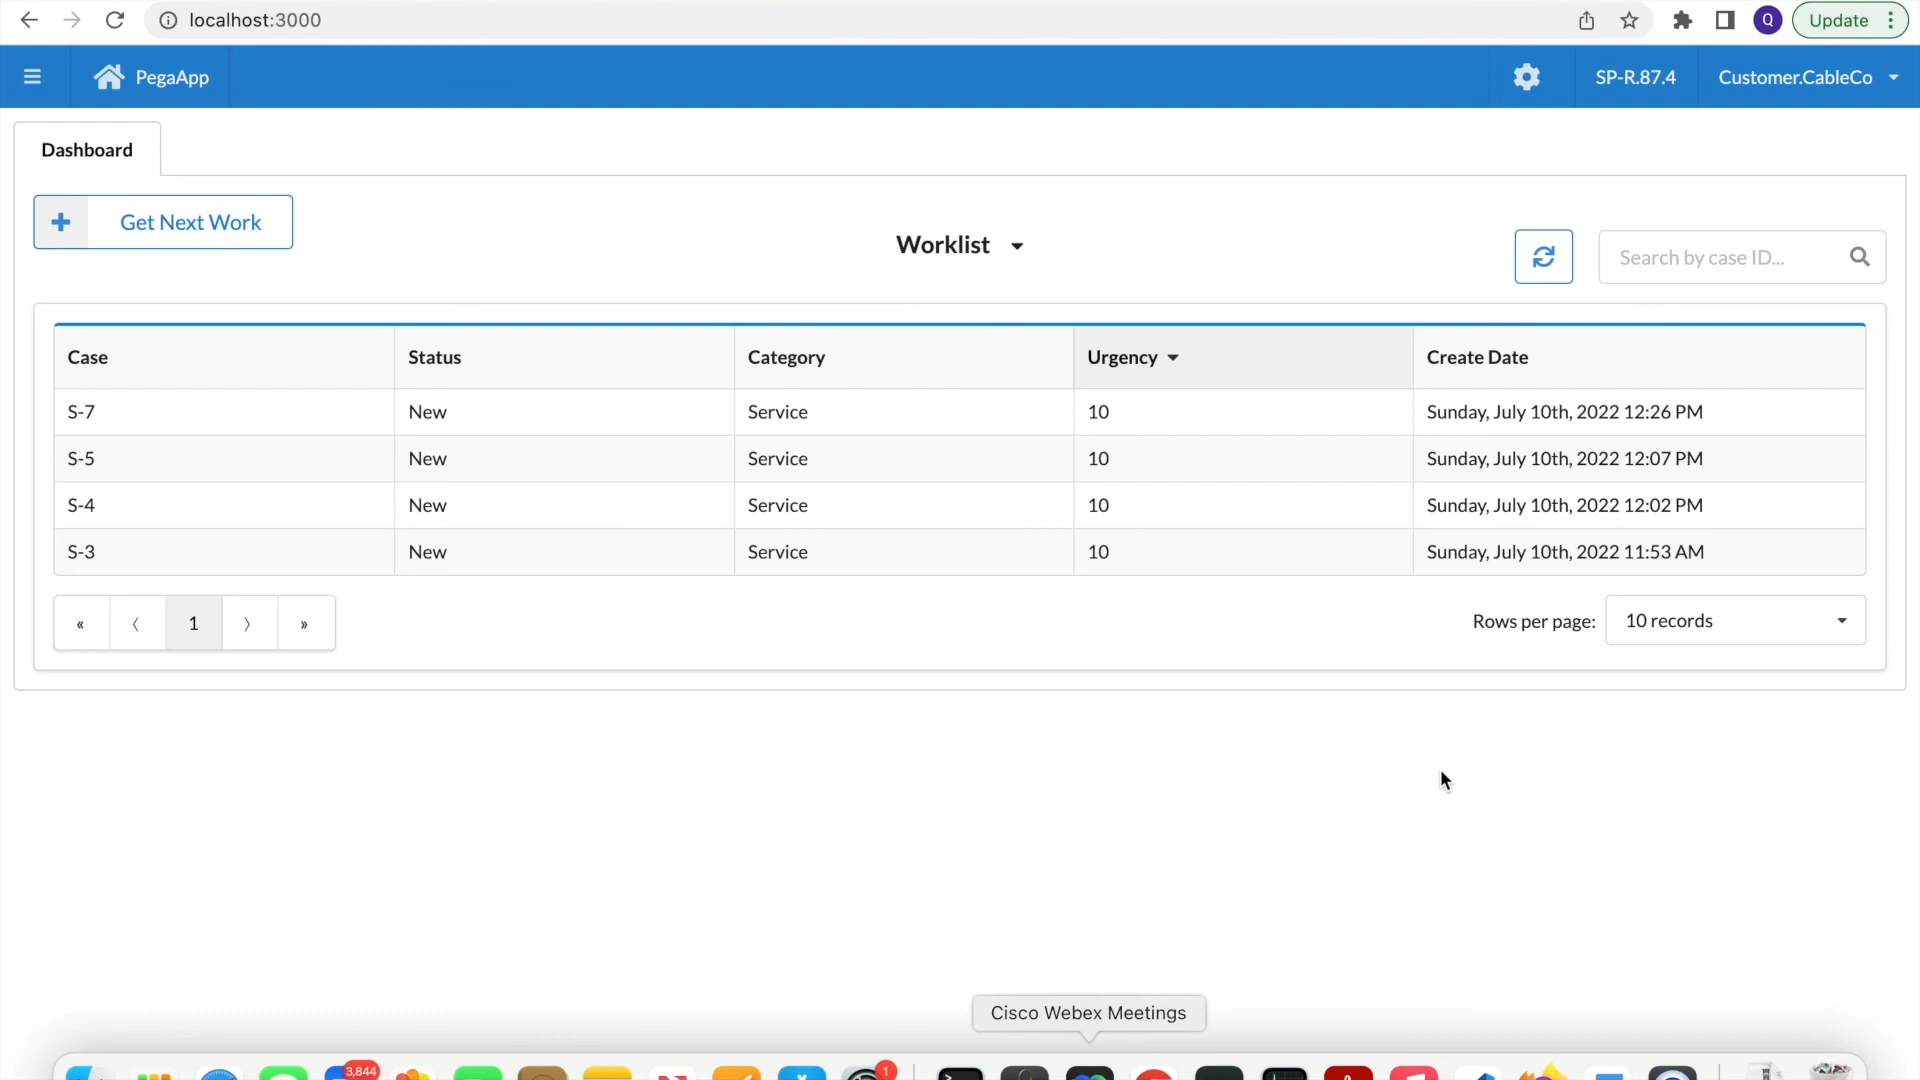 localhost:3000
Q
Update
PegaApp
SP-R.87.4
Customer.CableCo
Dashboard
Get Next Work
Worklist
Search by case ID...
Case Status Category Urgency Create Date
S-7 New Service 10 Sunday, July 10th, 2022 12:26 PM
S-5 New Service 10 Sunday, July 10th, 2022 12:07 PM
S-4 New Service 10 Sunday, July 10th, 2022 12:02 PM
S-3 New Service 10 Sunday, July 10th, 2022 11:53 AM
« ‹ 1 › »
Rows per page: 10 records
Cisco Webex Meetings
3,844
1